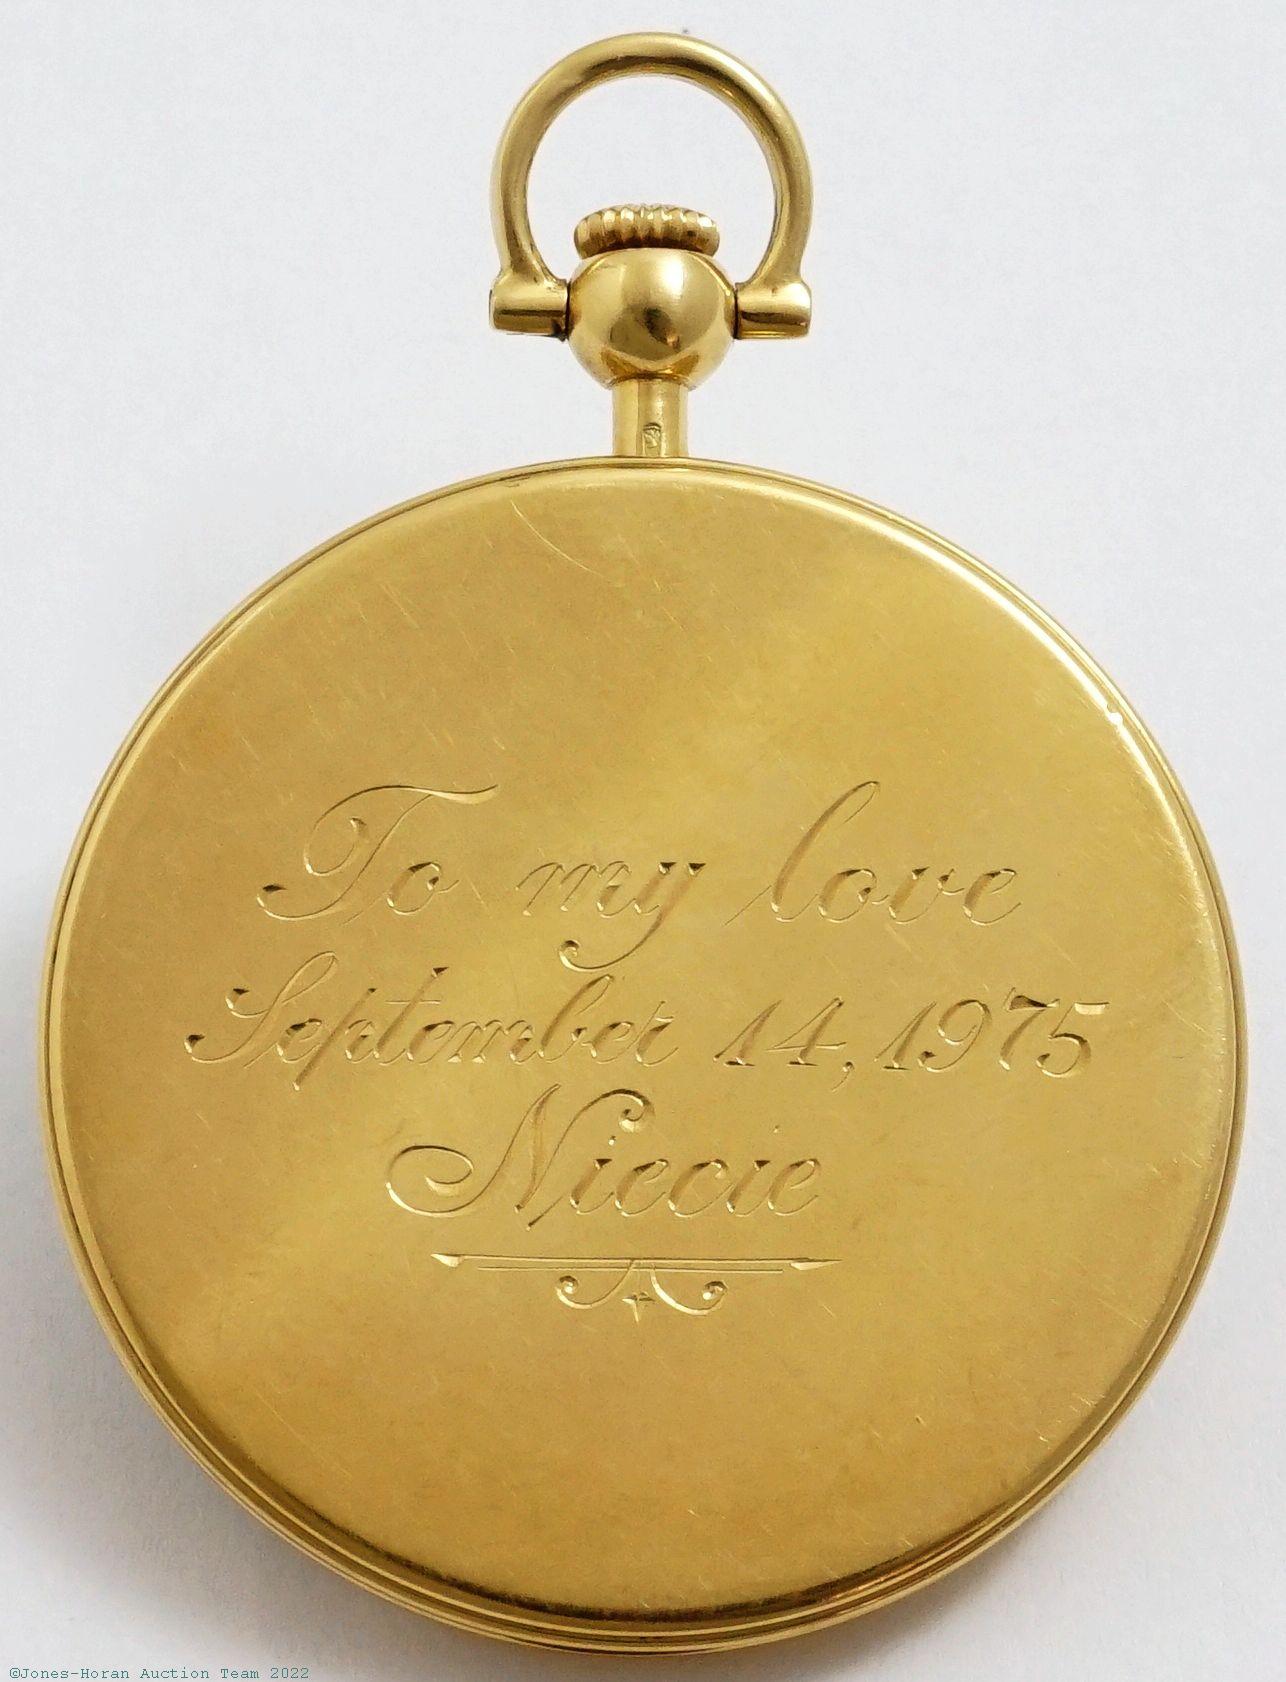 To my love
September 14, 1975
Niccie
©Jones-Horan Auction Team 2022